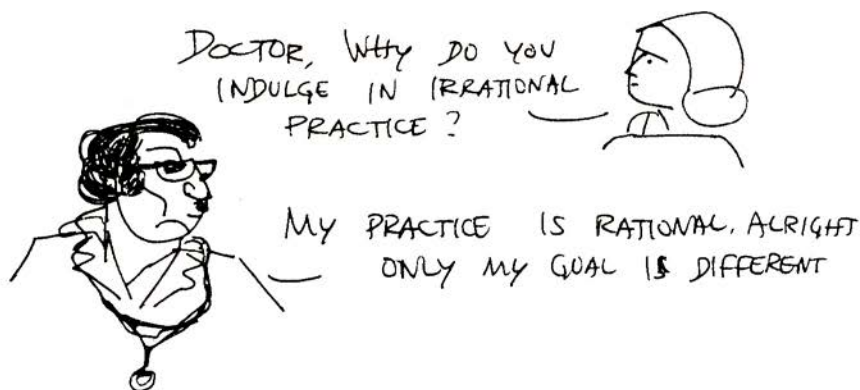 DOCTOR, WHY DO YOU
INDULGE IN IRRATIONAL
PRACTICE?
MY PRACTICE IS RATIONAL. ALRIGHT
ONLY MY GOAL IS DIFFERENT